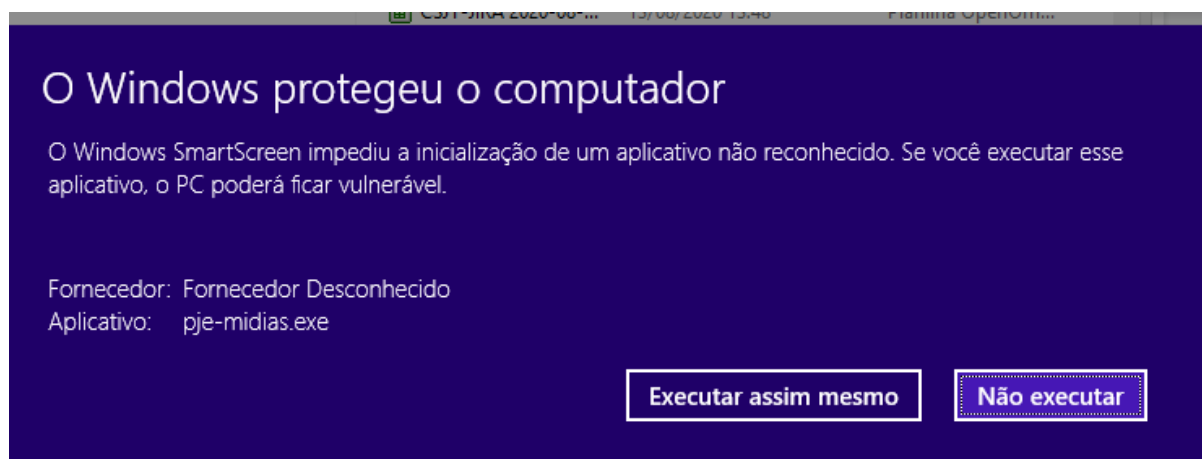 O Windows protegeu o computador
O Windows SmartScreen impediu a inicialização de um aplicativo não reconhecido. Se você executar esse
aplicativo, o PC poderá ficar vulnerável.
Fornecedor: Fornecedor Desconhecido
Aplicativo: pje-midias.exe
Executar assim mesmo
Não executar